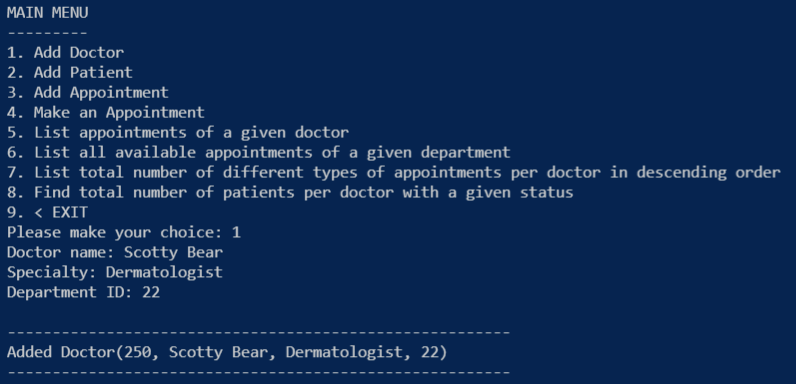 MAIN MENU
---------
1. Add Doctor
2. Add Patient
3. Add Appointment
4. Make an Appointment
5. List appointments of a given doctor
6. List all available appointments of a given department
7. List total number of different types of appointments per doctor in descending order
8. Find total number of patients per doctor with a given status
9. < EXIT
Please make your choice: 1
Doctor name: Scotty Bear
Specialty: Dermatologist
Department ID: 22
--------------------------------------------------------
Added Doctor(250, Scotty Bear, Dermatologist, 22)
--------------------------------------------------------